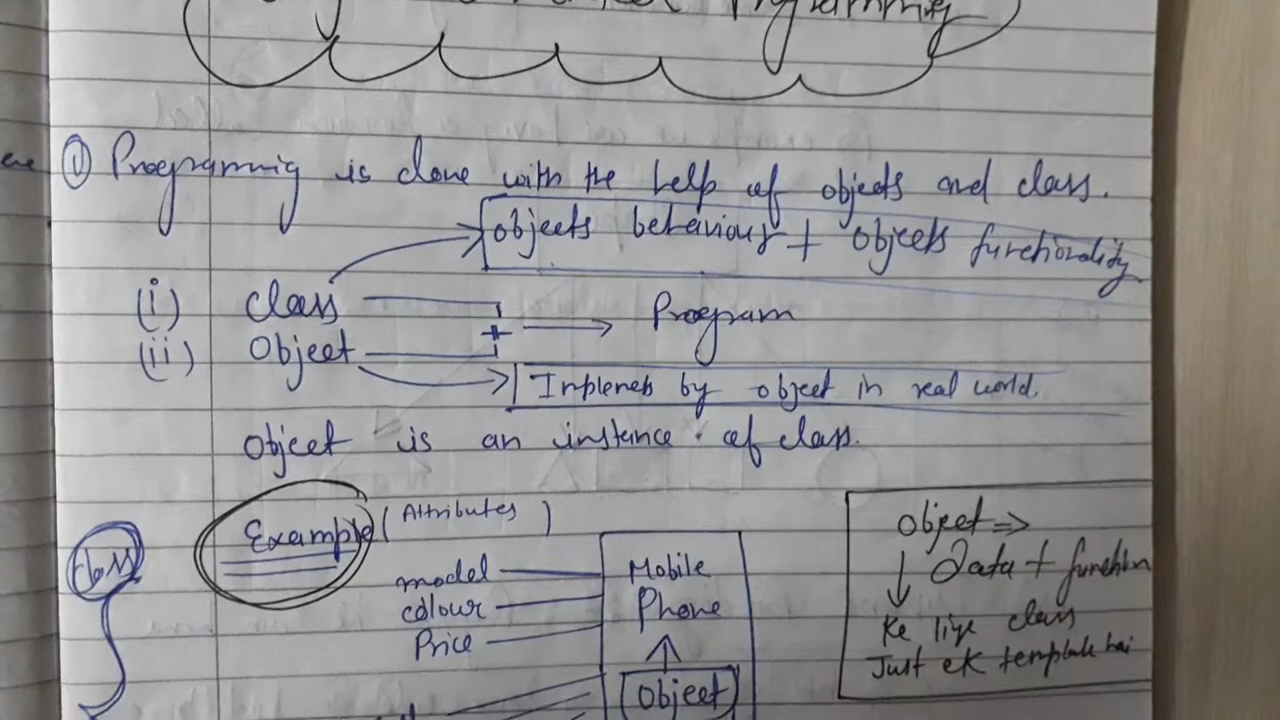 Programming
① Programmig is done with the help of objects and class.
objects behaviour + objects functionality
(i) class
+ → Program
(ii) Object
Implemets by object in real world.
Object is an instance of class.
Example (Attributes)
class
model
colour
Price
Mobile
Phone
Object
Object ⇒
Data + function
Ke liye class
Just ek template hai